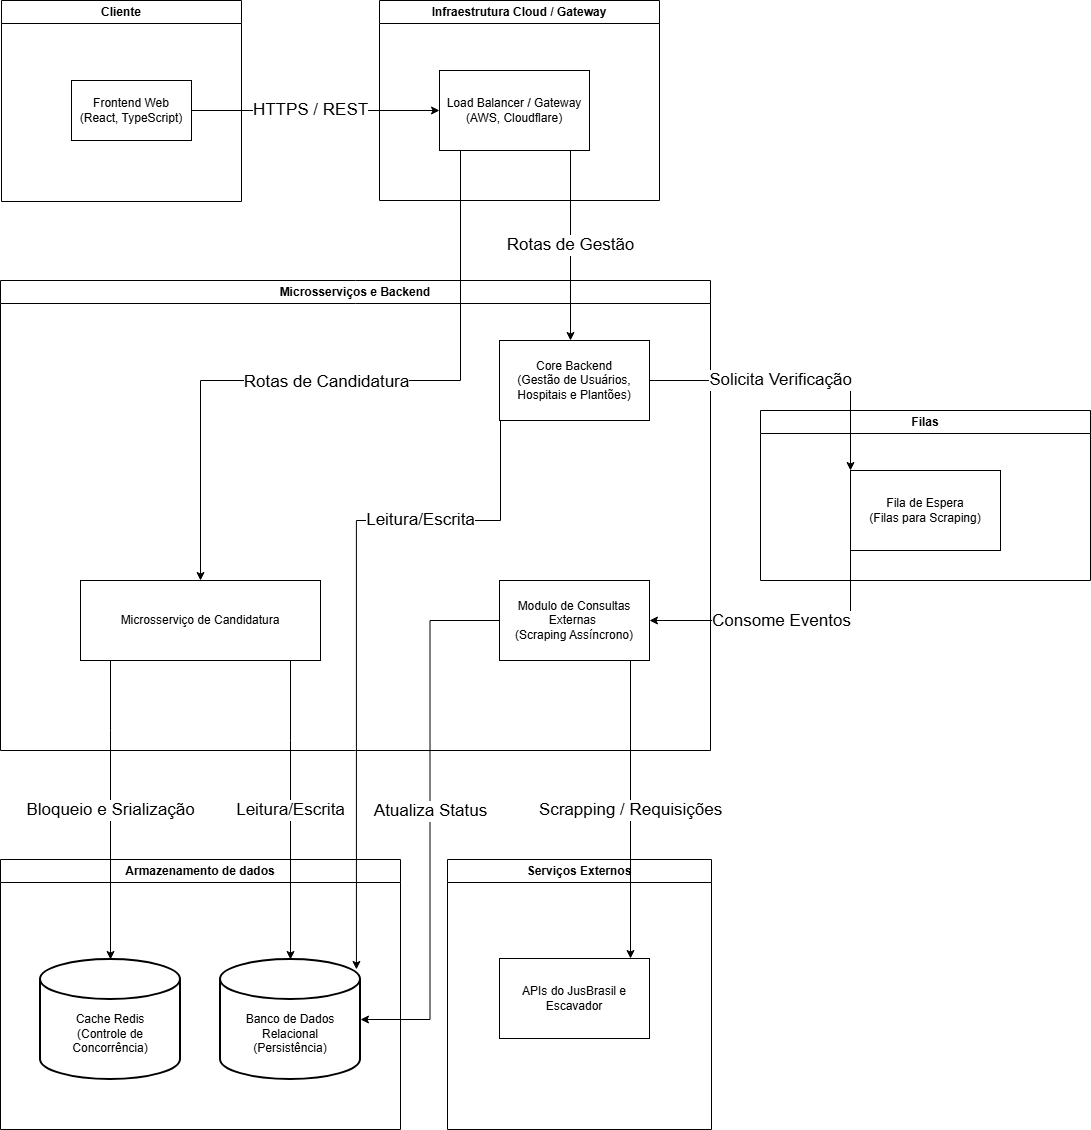 Cliente
Infraestrutura Cloud / Gateway
Frontend Web
(React, TypeScript)
HTTPS / REST
Load Balancer / Gateway
(AWS, Cloudflare)
Rotas de Gestão
Microsserviços e Backend
Core Backend
(Gestão de Usuários,
Hospitais e Plantões)
Rotas de Candidatura
Solicita Verificação
Filas
Fila de Espera
(Filas para Scraping)
Leitura/Escrita
Microsserviço de Candidatura
Modulo de Consultas
Externas
(Scraping Assíncrono)
Consome Eventos
Bloqueio e Srialização
Leitura/Escrita
Atualiza Status
Scrapping / Requisições
Armazenamento de dados
Serviços Externos
Cache Redis
(Controle de
Concorrência)
Banco de Dados
Relacional
(Persistência)
APIs do JusBrasil e
Escavador